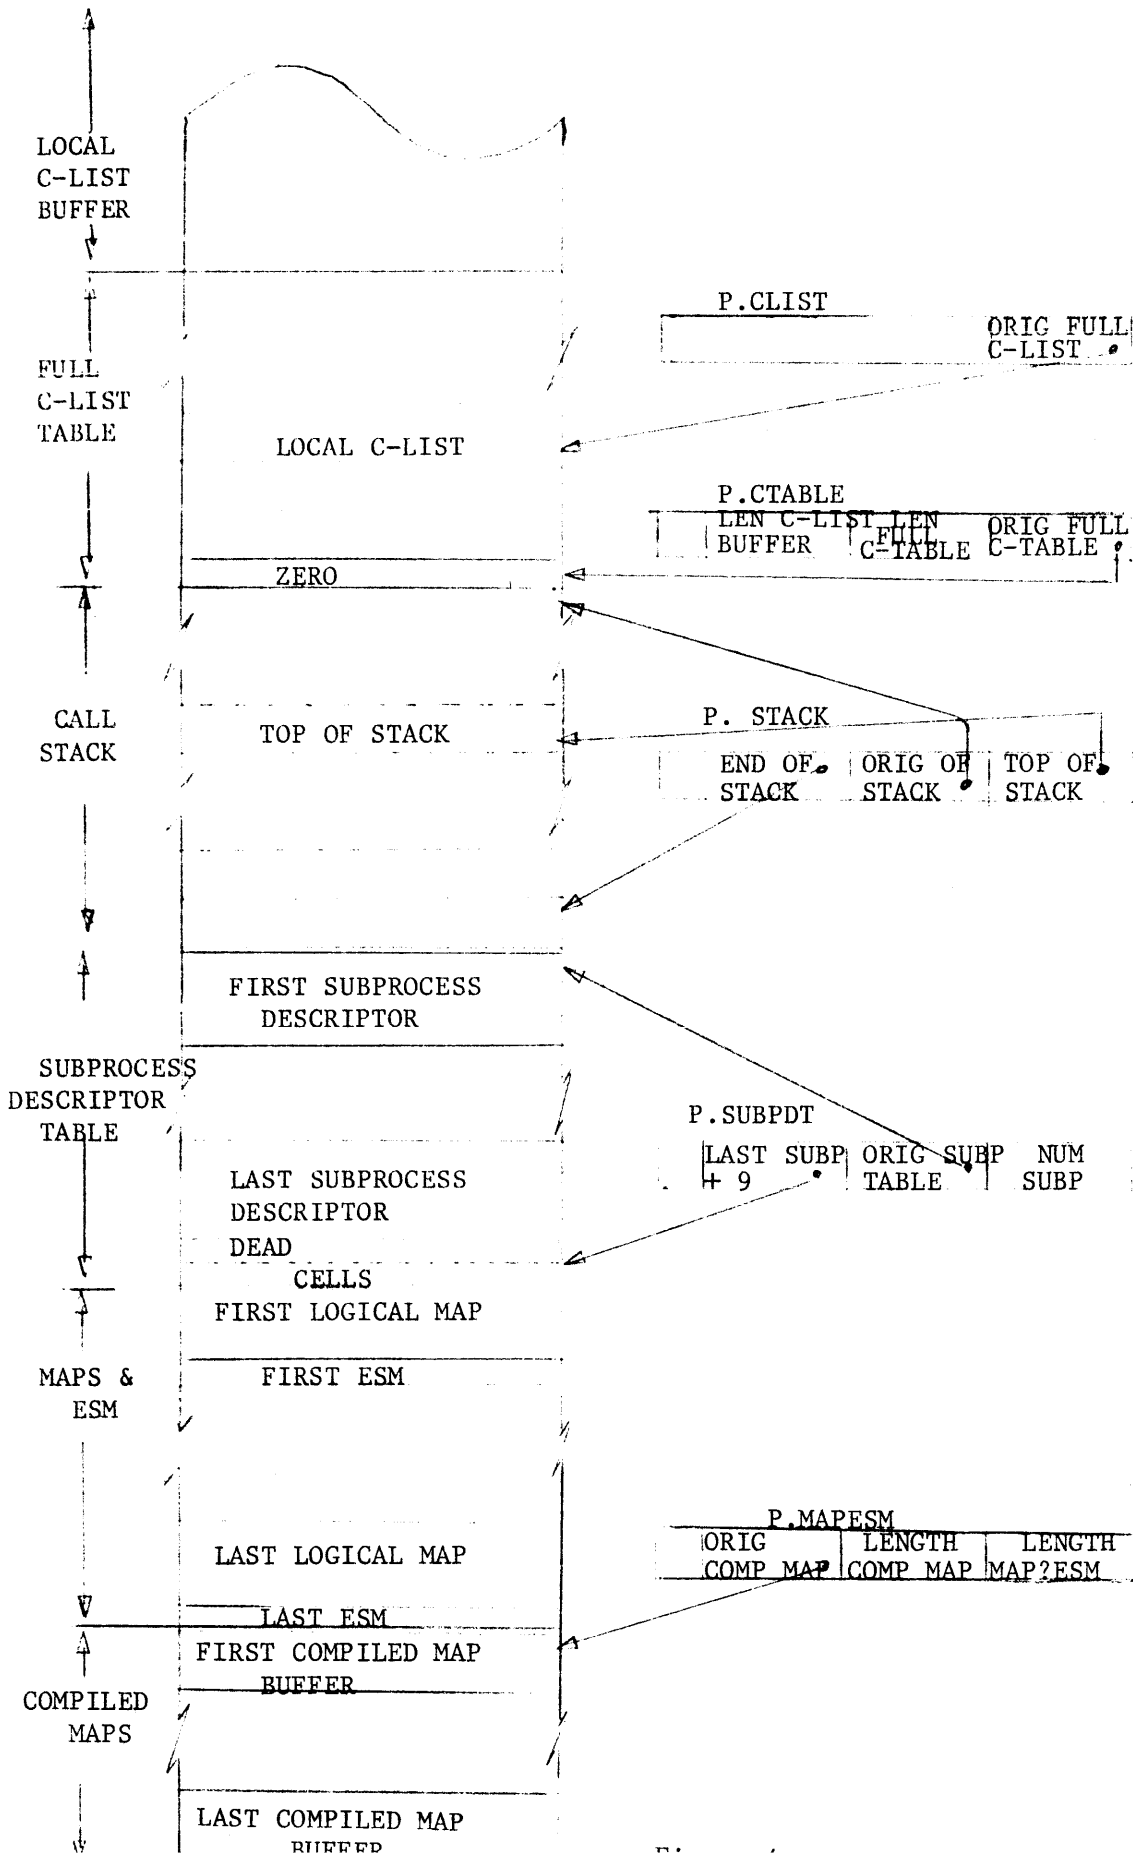 LOCAL
C-LIST
BUFFER
P.CLIST
ORIG FULL
C-LIST
FULL
C-LIST
TABLE
LOCAL C-LIST
P.CTABLE
LEN C-LIST LEN ORIG FULL
BUFFER FULL C-TABLE C-TABLE
ZERO
CALL
STACK
TOP OF STACK
P. STACK
END OF ORIG OF TOP OF
STACK STACK STACK
FIRST SUBPROCESS
DESCRIPTOR
SUBPROCESS
DESCRIPTOR
TABLE
P.SUBPDT
LAST SUBP ORIG SUBP NUM
+ 9 TABLE SUBP
LAST SUBPROCESS
DESCRIPTOR
DEAD
CELLS
FIRST LOGICAL MAP
MAPS &
ESM
FIRST ESM
P.MAPESM
ORIG LENGTH LENGTH
COMP MAP COMP MAP MAP?ESM
LAST LOGICAL MAP
LAST ESM
FIRST COMPILED MAP
BUFFER
COMPILED
MAPS
LAST COMPILED MAP
BUFFER